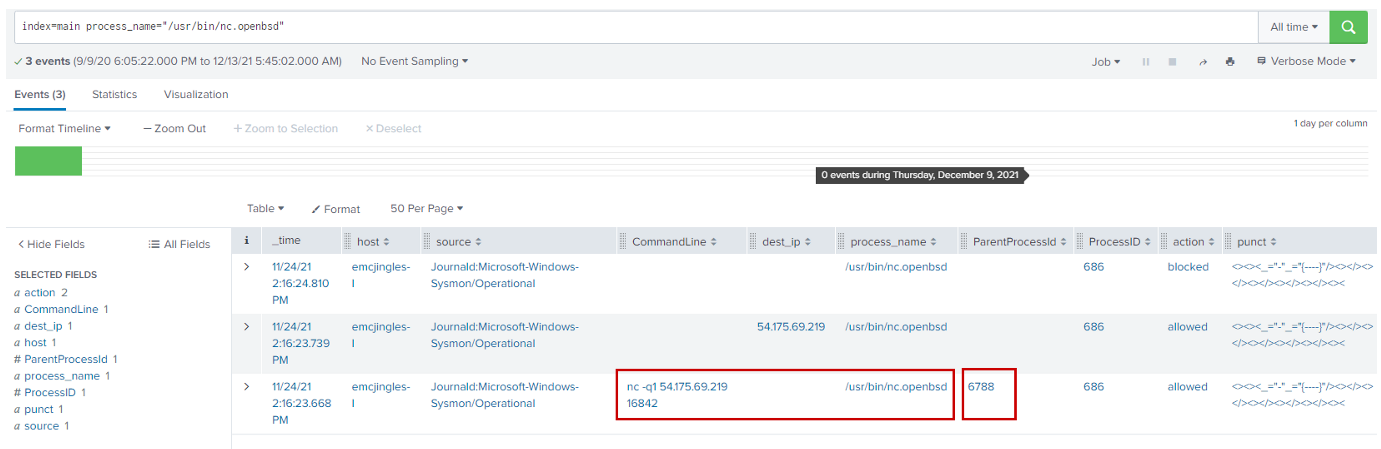 index=main process_name="/usr/bin/nc.openbsd"
All time
3 events (9/9/20 6:05:22.000 PM to 12/13/21 5:45:02.000 AM)
No Event Sampling
Job
Verbose Mode
Events (3)
Statistics
Visualization
Format Timeline
— Zoom Out
+ Zoom to Selection
× Deselect
1 day per column
0 events during Thursday, December 9, 2021
Table
Format
50 Per Page
< Hide Fields
All Fields
SELECTED FIELDS
a action 2
a CommandLine 1
a dest_ip 1
a host 1
# ParentProcessId 1
a process_name 1
# ProcessID 1
a punct 1
a source 1
i _time host source CommandLine dest_ip process_name ParentProcessId ProcessID action punct
> 11/24/21 emcjingles- Journald:Microsoft-Windows- /usr/bin/nc.openbsd 686 blocked <><><_="-"_="{----}"/><></><>
2:16:24.810 l Sysmon/Operational </><></><></><></><><
PM
> 11/24/21 emcjingles- Journald:Microsoft-Windows- 54.175.69.219 /usr/bin/nc.openbsd 686 allowed <><><_="-"_="{----}"/><></><>
2:16:23.739 l Sysmon/Operational </><></><></><></><><
PM
> 11/24/21 emcjingles- Journald:Microsoft-Windows- nc -q1 54.175.69.219 /usr/bin/nc.openbsd 6788 686 allowed <><><_="-"_="{----}"/><></><>
2:16:23.668 l Sysmon/Operational 16842 </><></><></><></><><
PM